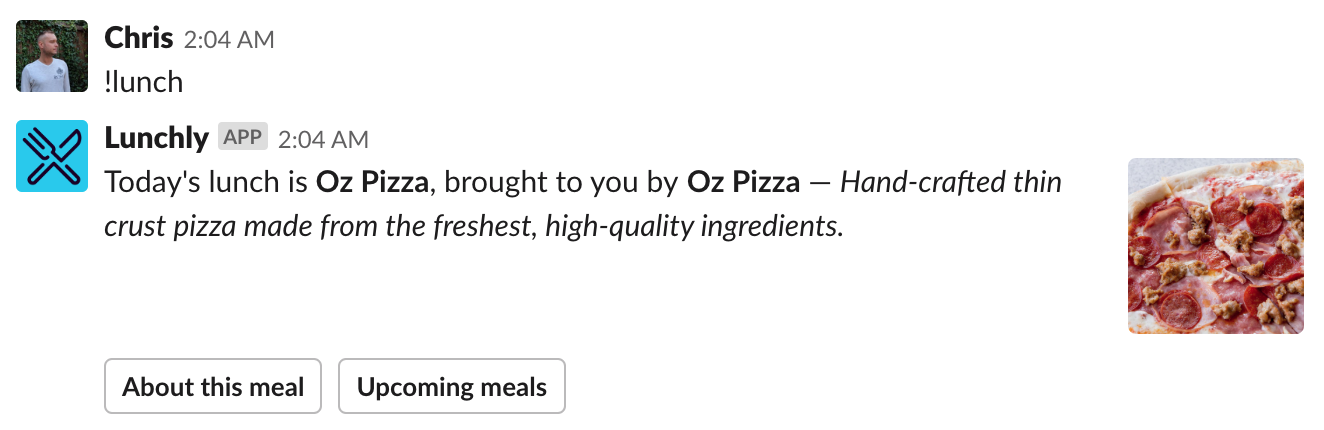 Chris 2:04 AM
!lunch
Lunchly APP 2:04 AM
Today's lunch is Oz Pizza, brought to you by Oz Pizza — Hand-crafted thin
crust pizza made from the freshest, high-quality ingredients.
About this meal Upcoming meals